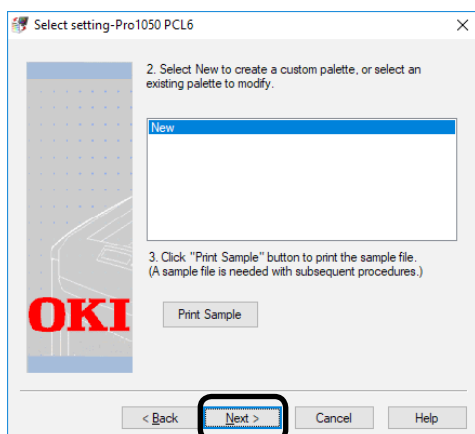 Select setting-Pro1050 PCL6
2. Select New to create a custom palette, or select an
existing palette to modify.
New
3. Click "Print Sample" button to print the sample file.
(A sample file is needed with subsequent procedures.)
Print Sample
OKI
< Back
Next >
Cancel
Help